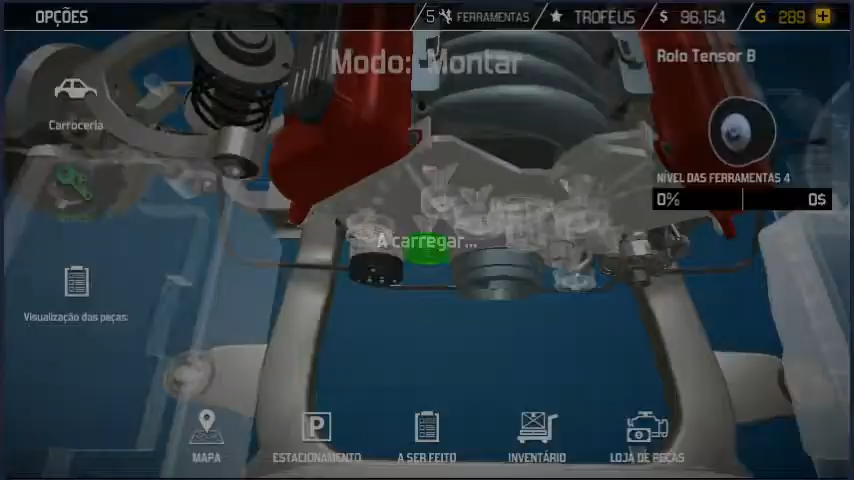 OPÇÕES
5 FERRAMENTAS
TROFÉUS
$ 96.154
G 289
Modo: Montar
Rolo Tensor B
Carroceria
NÍVEL DAS FERRAMENTAS 4
0% 0$
A carregar...
Visualização das peças:
MAPA
ESTACIONAMENTO
A SER FEITO
INVENTÁRIO
LOJA DE PEÇAS